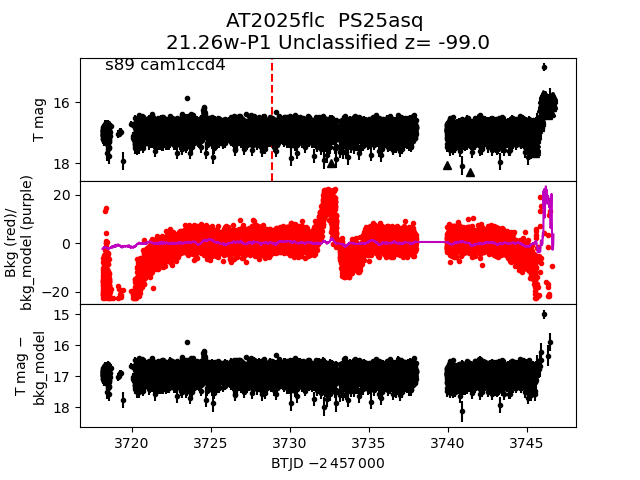 AT2025flc  PS25asq
21.26w-P1 Unclassified z= -99.0
s89 cam1ccd4
T mag
16
18
Bkg (red)/
bkg_model (purple)
20
0
−20
T mag −
bkg_model
15
16
17
18
3720 3725 3730 3735 3740 3745
BTJD −2 457 000